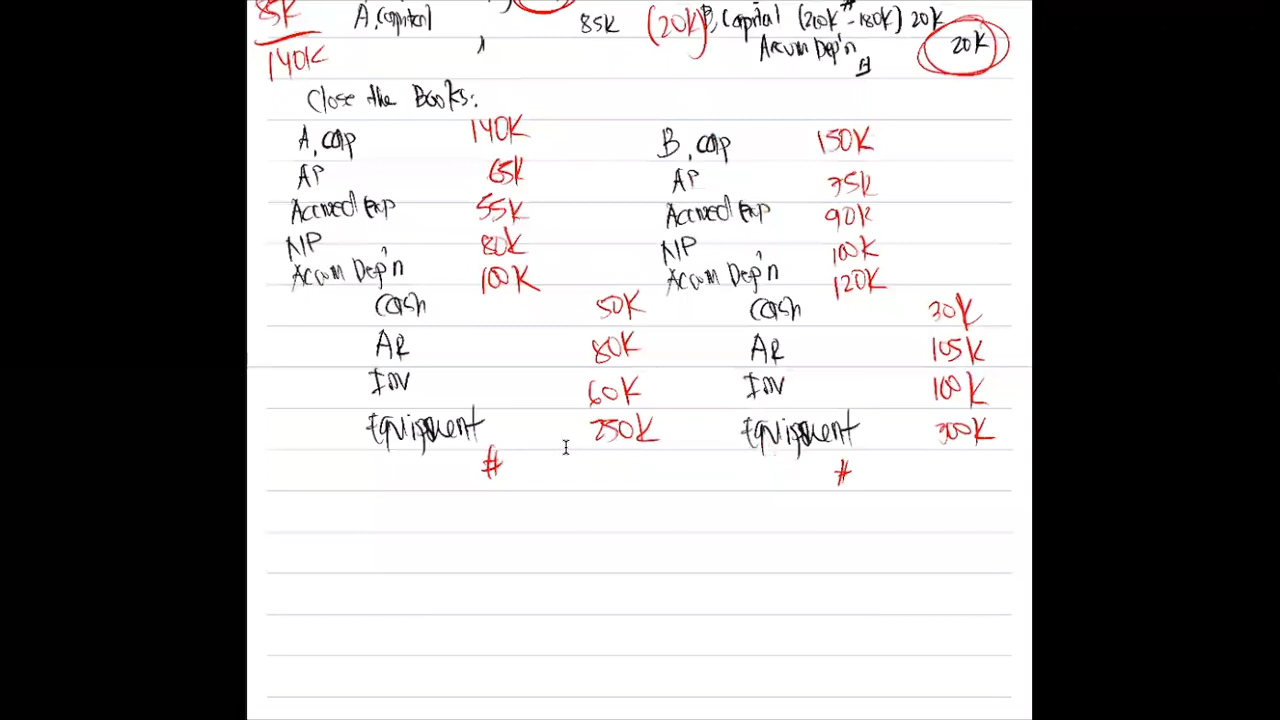 85K A, Capital 85K (20K) B, Capital (200K - 180K) 20K
140K Accum Dep'n 20K
Close the Books:
A, cap 140K B, cap 150K
AP 65K AP 75K
Accrued Exp 55K Accrued Exp 90K
NP 80K NP 100K
Accum Dep'n 100K Accum Dep'n 120K
Cash 50K Cash 30K
AR 80K AR 105K
Inv 60K Inv 100K
Equipment 250K Equipment 300K
# #